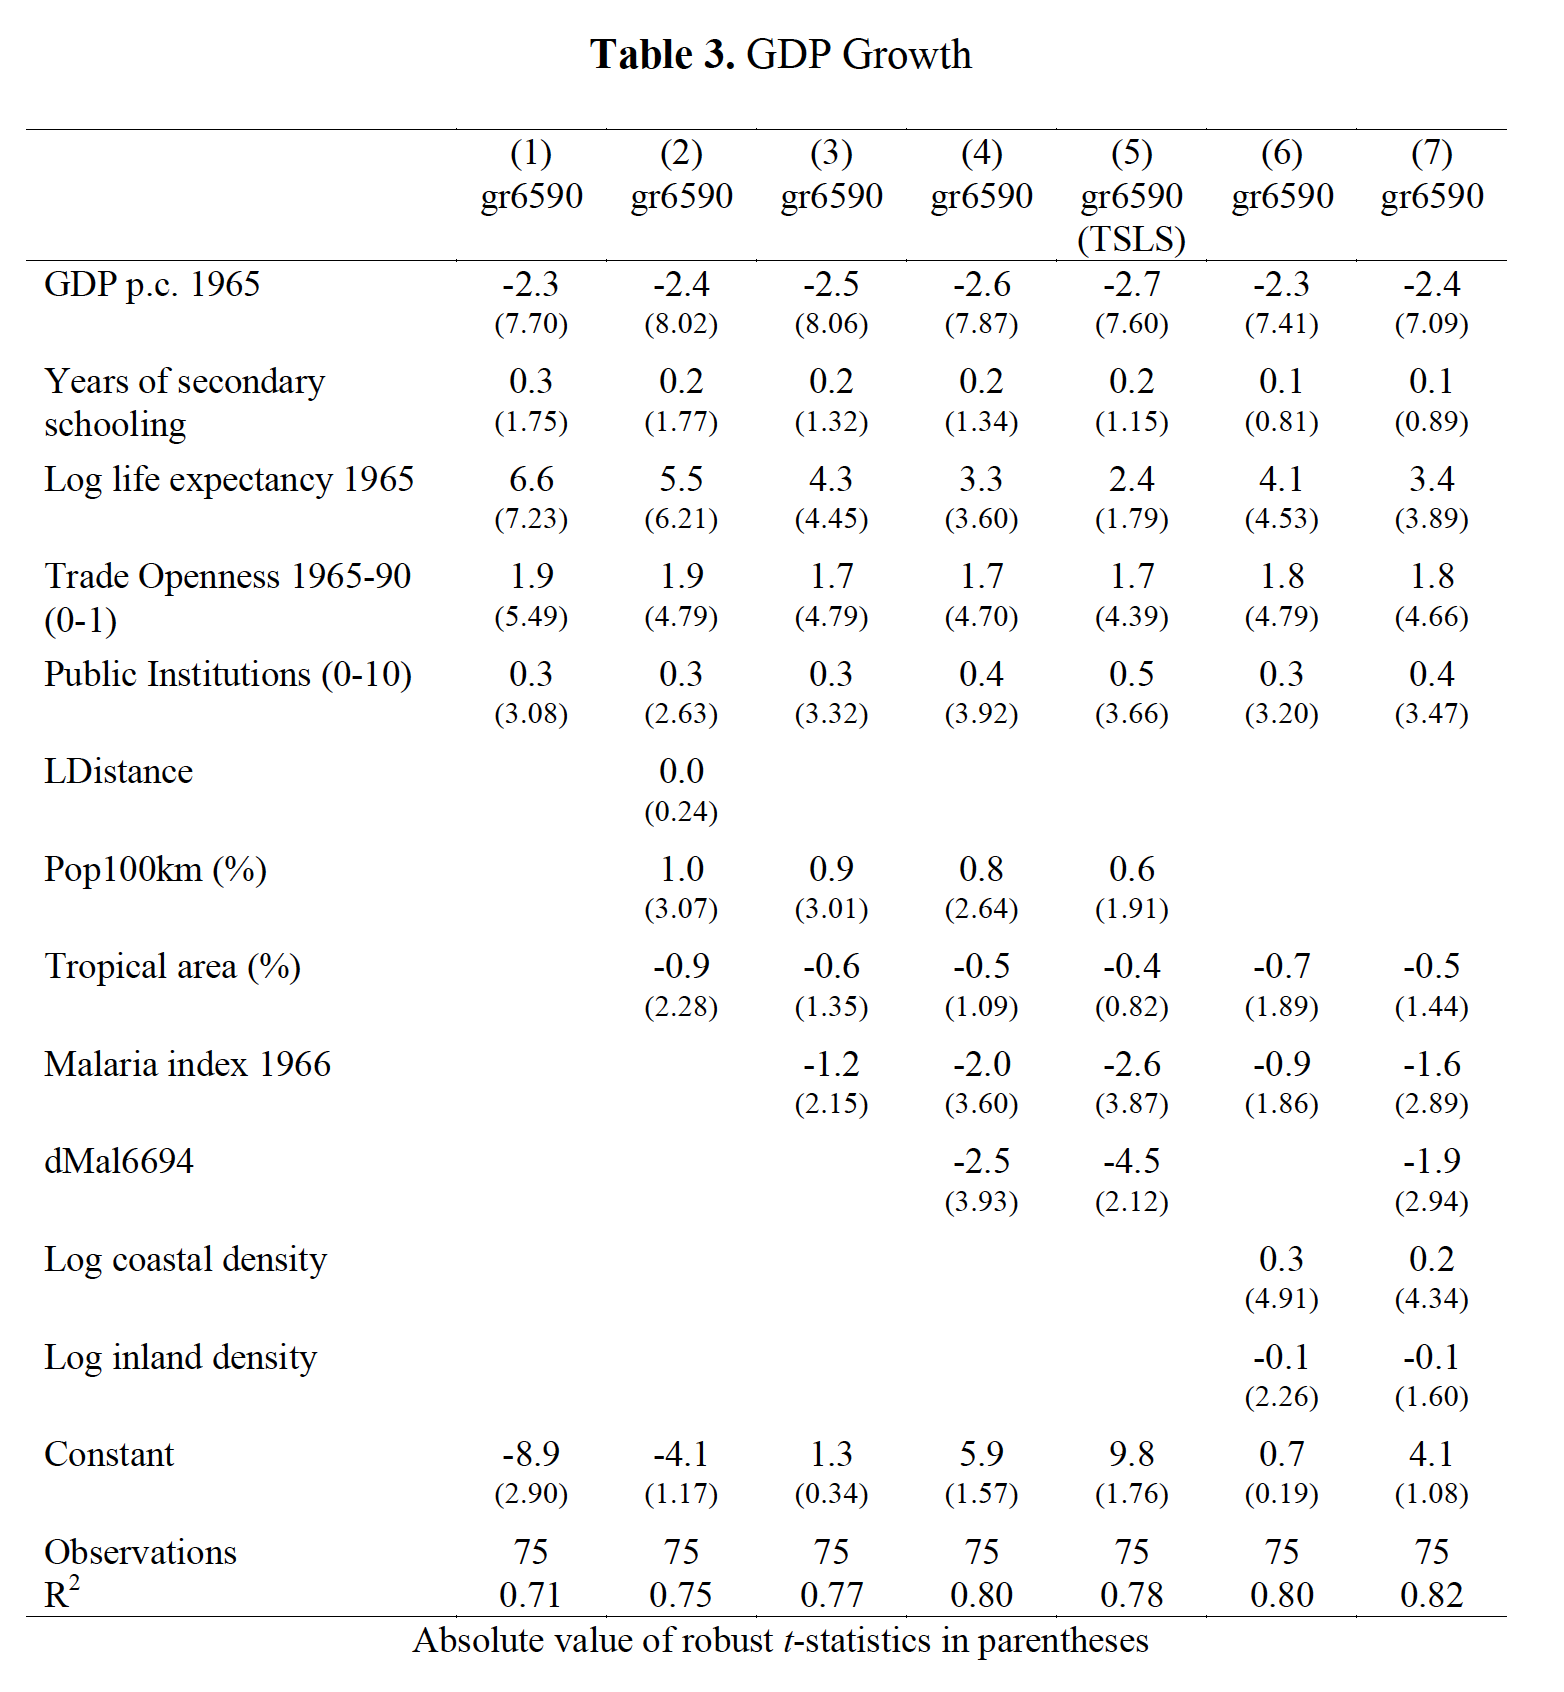 Table 3. GDP Growth
(1) (2) (3) (4) (5) (6) (7)
gr6590 gr6590 gr6590 gr6590 gr6590 gr6590 gr6590
(TSLS)
GDP p.c. 1965 -2.3 -2.4 -2.5 -2.6 -2.7 -2.3 -2.4
(7.70) (8.02) (8.06) (7.87) (7.60) (7.41) (7.09)
Years of secondary 0.3 0.2 0.2 0.2 0.2 0.1 0.1
schooling (1.75) (1.77) (1.32) (1.34) (1.15) (0.81) (0.89)
Log life expectancy 1965 6.6 5.5 4.3 3.3 2.4 4.1 3.4
(7.23) (6.21) (4.45) (3.60) (1.79) (4.53) (3.89)
Trade Openness 1965-90 1.9 1.9 1.7 1.7 1.7 1.8 1.8
(0-1) (5.49) (4.79) (4.79) (4.70) (4.39) (4.79) (4.66)
Public Institutions (0-10) 0.3 0.3 0.3 0.4 0.5 0.3 0.4
(3.08) (2.63) (3.32) (3.92) (3.66) (3.20) (3.47)
LDistance 0.0
(0.24)
Pop100km (%) 1.0 0.9 0.8 0.6
(3.07) (3.01) (2.64) (1.91)
Tropical area (%) -0.9 -0.6 -0.5 -0.4 -0.7 -0.5
(2.28) (1.35) (1.09) (0.82) (1.89) (1.44)
Malaria index 1966 -1.2 -2.0 -2.6 -0.9 -1.6
(2.15) (3.60) (3.87) (1.86) (2.89)
dMal6694 -2.5 -4.5 -1.9
(3.93) (2.12) (2.94)
Log coastal density 0.3 0.2
(4.91) (4.34)
Log inland density -0.1 -0.1
(2.26) (1.60)
Constant -8.9 -4.1 1.3 5.9 9.8 0.7 4.1
(2.90) (1.17) (0.34) (1.57) (1.76) (0.19) (1.08)
Observations 75 75 75 75 75 75 75
R² 0.71 0.75 0.77 0.80 0.78 0.80 0.82
Absolute value of robust t-statistics in parentheses